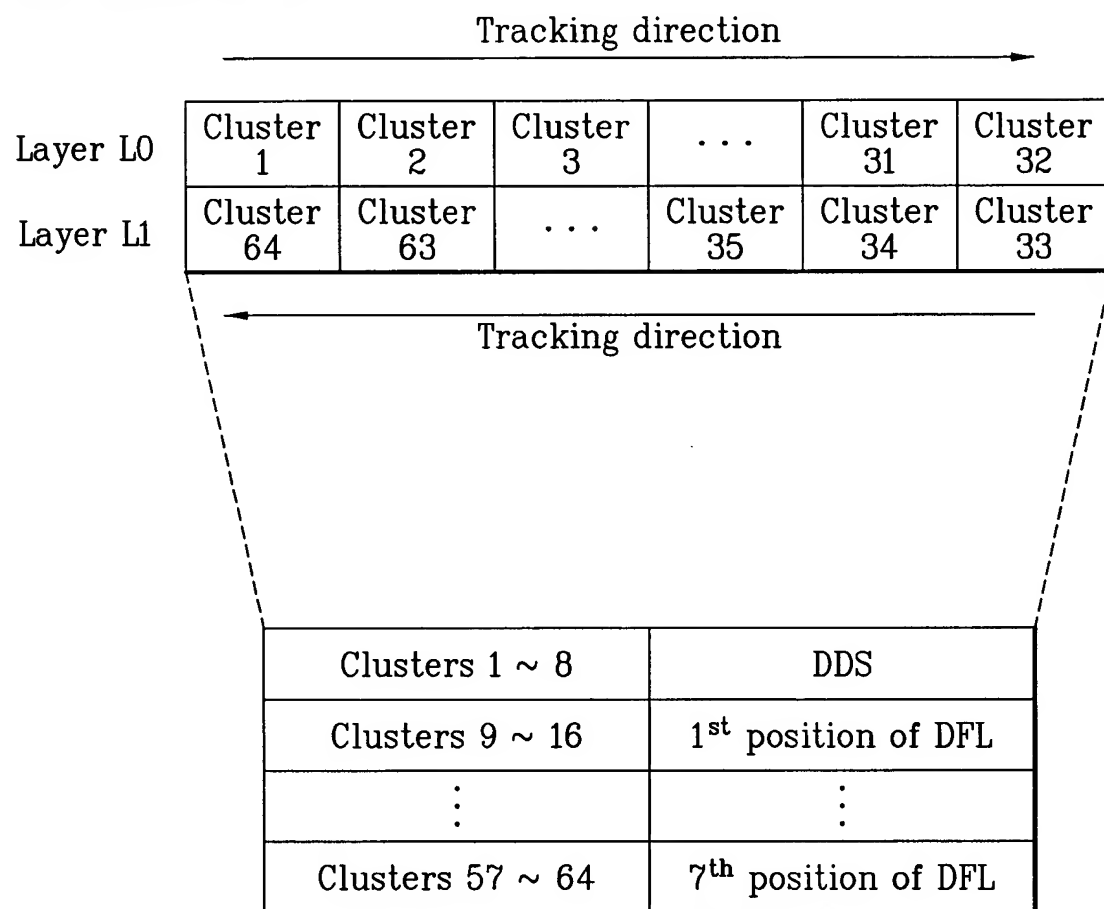 Tracking direction
Layer L0
Cluster 1
Cluster 2
Cluster 3
...
Cluster 31
Cluster 32
Layer L1
Cluster 64
Cluster 63
...
Cluster 35
Cluster 34
Cluster 33
Tracking direction
Clusters 1 ~ 8
DDS
Clusters 9 ~ 16
1st position of DFL
⋮
⋮
Clusters 57 ~ 64
7th position of DFL